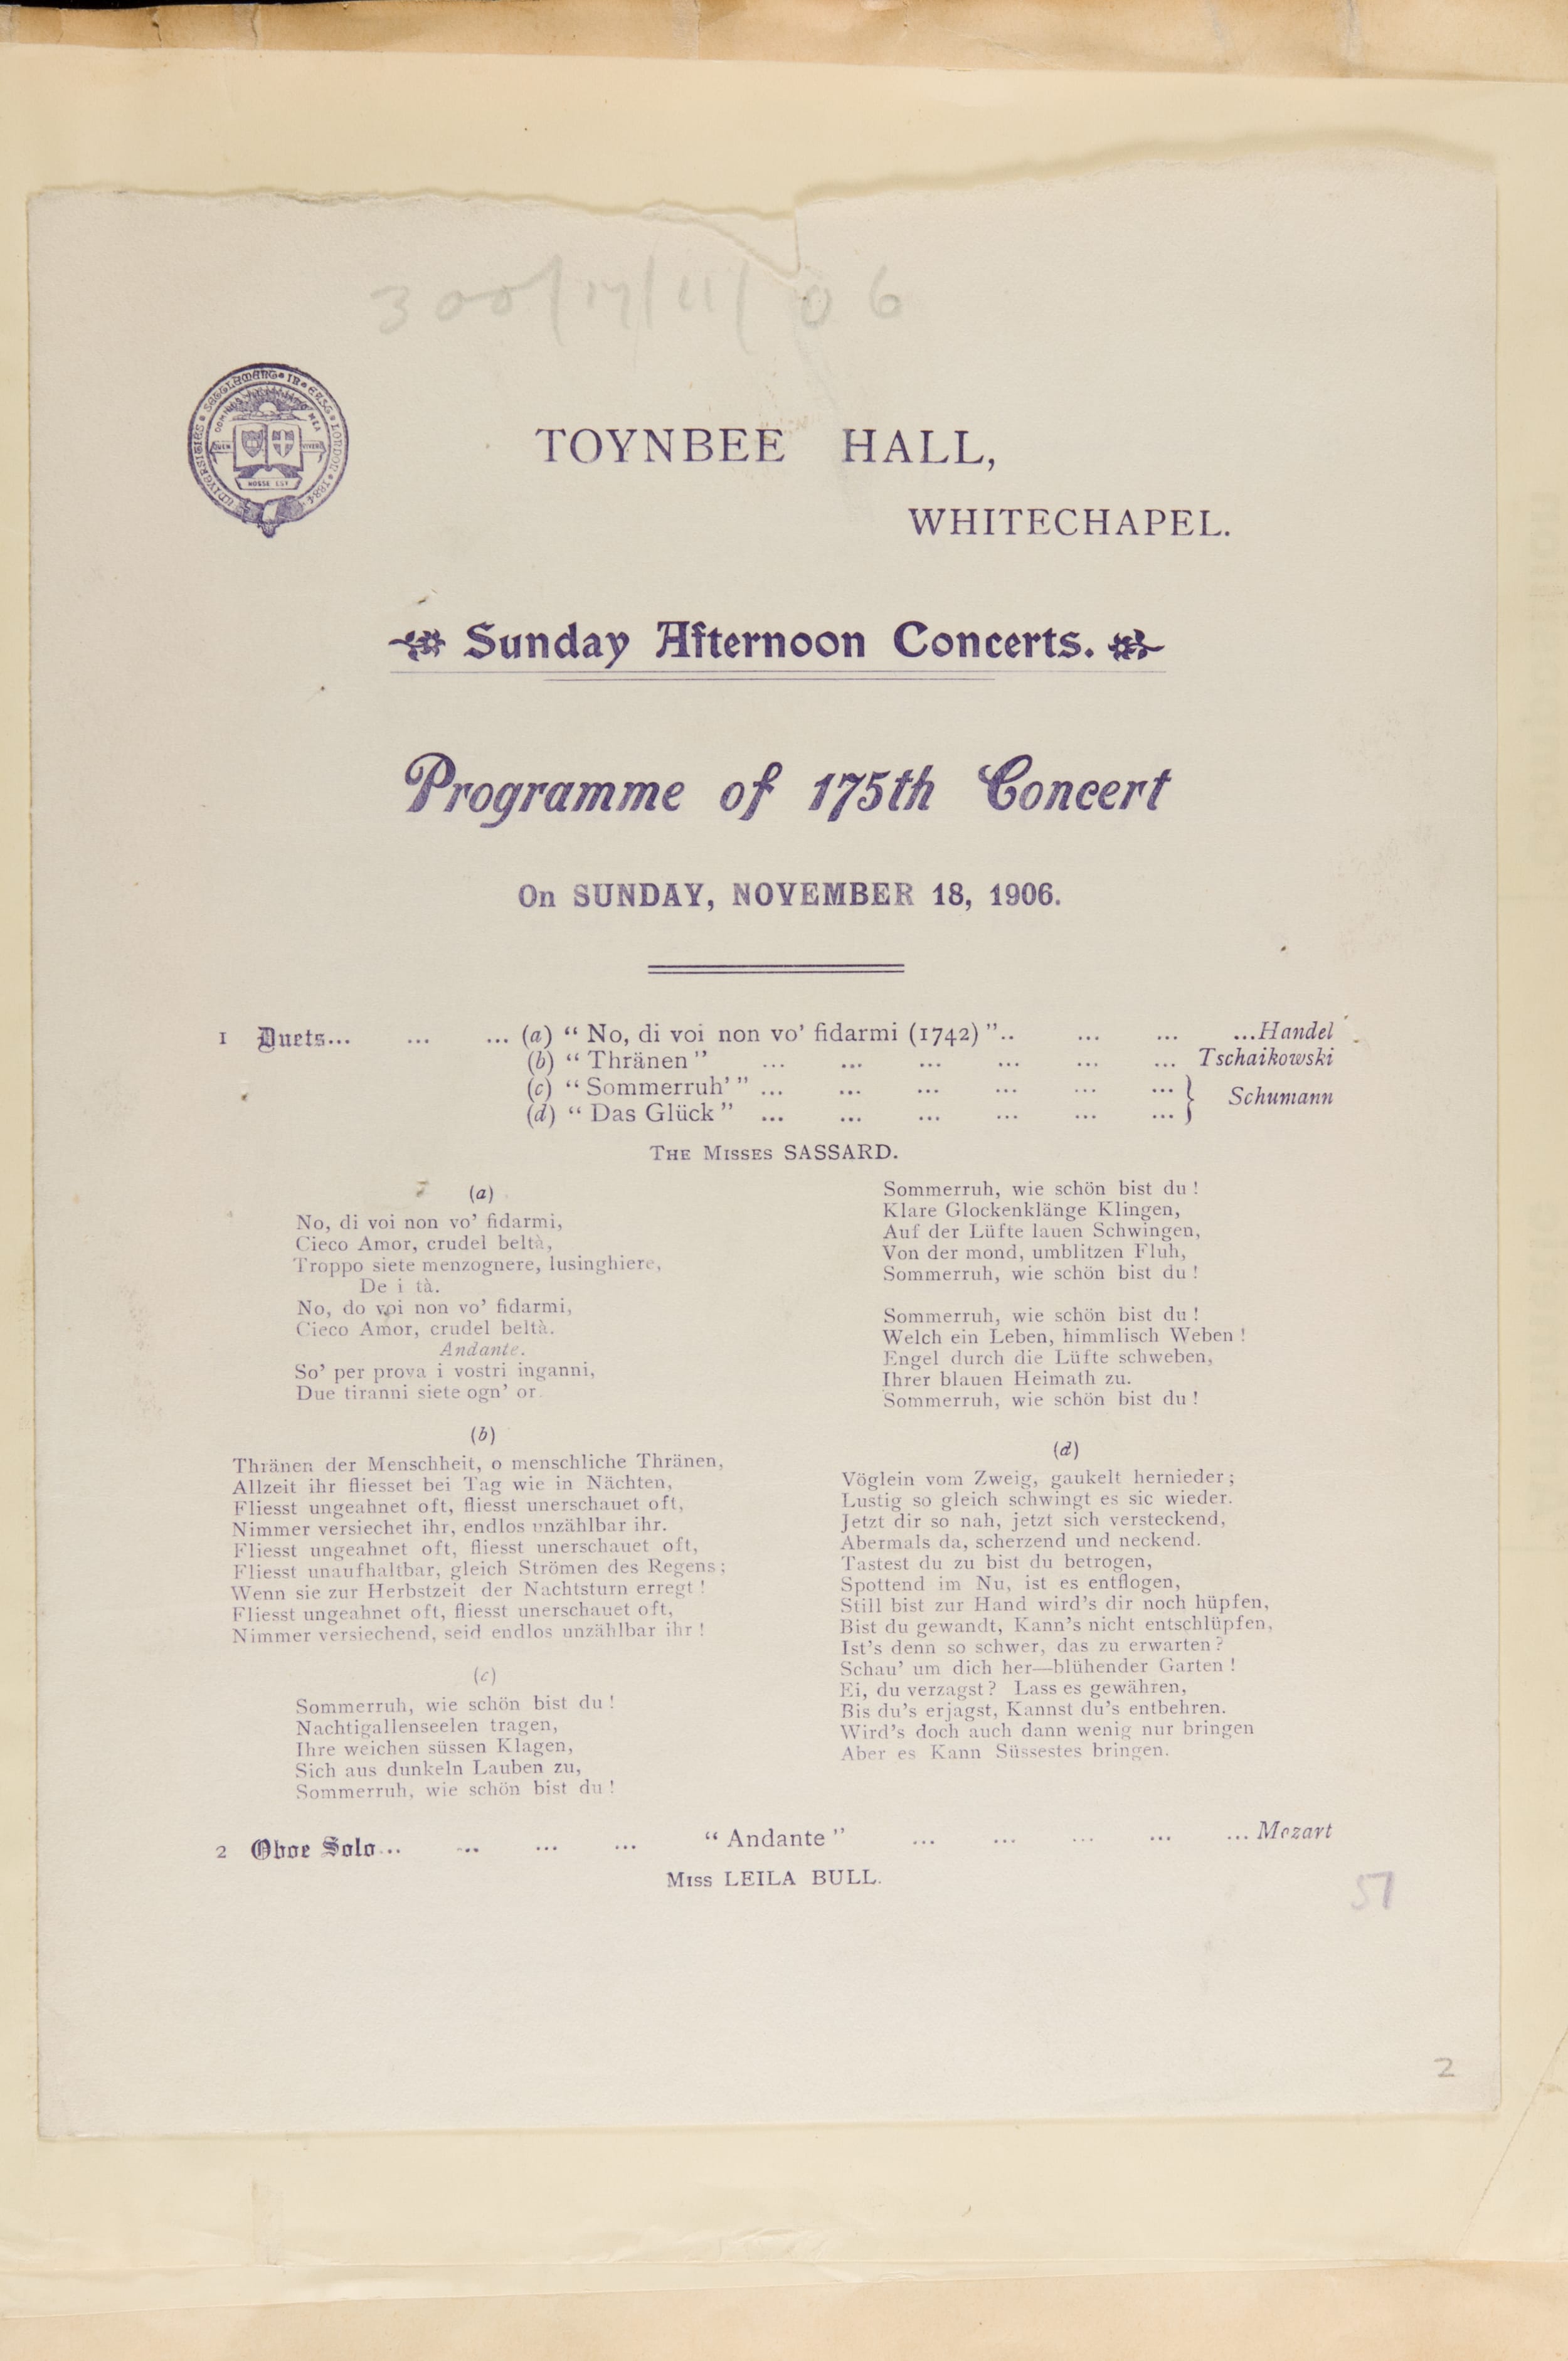 300/17/11/06
UNIVERSITIES SETTLEMENT IN EAST LONDON 1884
NOSSE EST
TOYNBEE HALL,
WHITECHAPEL.
Sunday Afternoon Concerts.
Programme of 175th Concert
On SUNDAY, NOVEMBER 18, 1906.
1 Duets... ... ... (a) “ No, di voi non vo’ fidarmi (1742) ”.. ... ... ...Handel
(b) “ Thränen ” ... ... ... ... ... ... Tschaikowski
(c) “ Sommerruh’ ” ... ... ... ... ... ... }
(d) “ Das Glück ” ... ... ... ... ... ... } Schumann
THE MISSES SASSARD.
(a)
No, di voi non vo’ fidarmi,
Cieco Amor, crudel beltà,
Troppo siete menzognere, lusinghiere,
De i tà.
No, do voi non vo’ fidarmi,
Cieco Amor, crudel beltà.
Andante.
So’ per prova i vostri inganni,
Due tiranni siete ogn’ or
(b)
Thränen der Menschheit, o menschliche Thränen,
Allzeit ihr fliesset bei Tag wie in Nächten,
Fliesst ungeahnet oft, fliesst unerschauet oft,
Nimmer versiechet ihr, endlos unzählbar ihr.
Fliesst ungeahnet oft, fliesst unerschauet oft,
Fliesst unaufhaltbar, gleich Strömen des Regens ;
Wenn sie zur Herbstzeit der Nachtsturn erregt !
Fliesst ungeahnet oft, fliesst unerschauet oft,
Nimmer versiechend, seid endlos unzählbar ihr !
(c)
Sommerruh, wie schön bist du !
Nachtigallenseelen tragen,
Ihre weichen süssen Klagen,
Sich aus dunkeln Lauben zu,
Sommerruh, wie schön bist du !
Sommerruh, wie schön bist du !
Klare Glockenklänge Klingen,
Auf der Lüfte lauen Schwingen,
Von der mond, umblitzen Fluh,
Sommerruh, wie schön bist du !
Sommerruh, wie schön bist du !
Welch ein Leben, himmlisch Weben !
Engel durch die Lüfte schweben,
Ihrer blauen Heimath zu.
Sommerruh, wie schön bist du !
(d)
Vöglein vom Zweig, gaukelt hernieder ;
Lustig so gleich schwingt es sic wieder.
Jetzt dir so nah, jetzt sich versteckend,
Abermals da, scherzend und neckend.
Tastest du zu bist du betrogen,
Spottend im Nu, ist es entflogen,
Still bist zur Hand wird’s dir noch hüpfen,
Bist du gewandt, Kann’s nicht entschlüpfen,
Ist’s denn so schwer, das zu erwarten ?
Schau’ um dich her—blühender Garten !
Ei, du verzagst ? Lass es gewähren,
Bis du’s erjagst, Kannst du’s entbehren.
Wird’s doch auch dann wenig nur bringen
Aber es Kann Süssestes bringen.
2 Oboe Solo... ... ... ... “ Andante ” ... ... ... ... ... Mozart
MISS LEILA BULL.
57
2